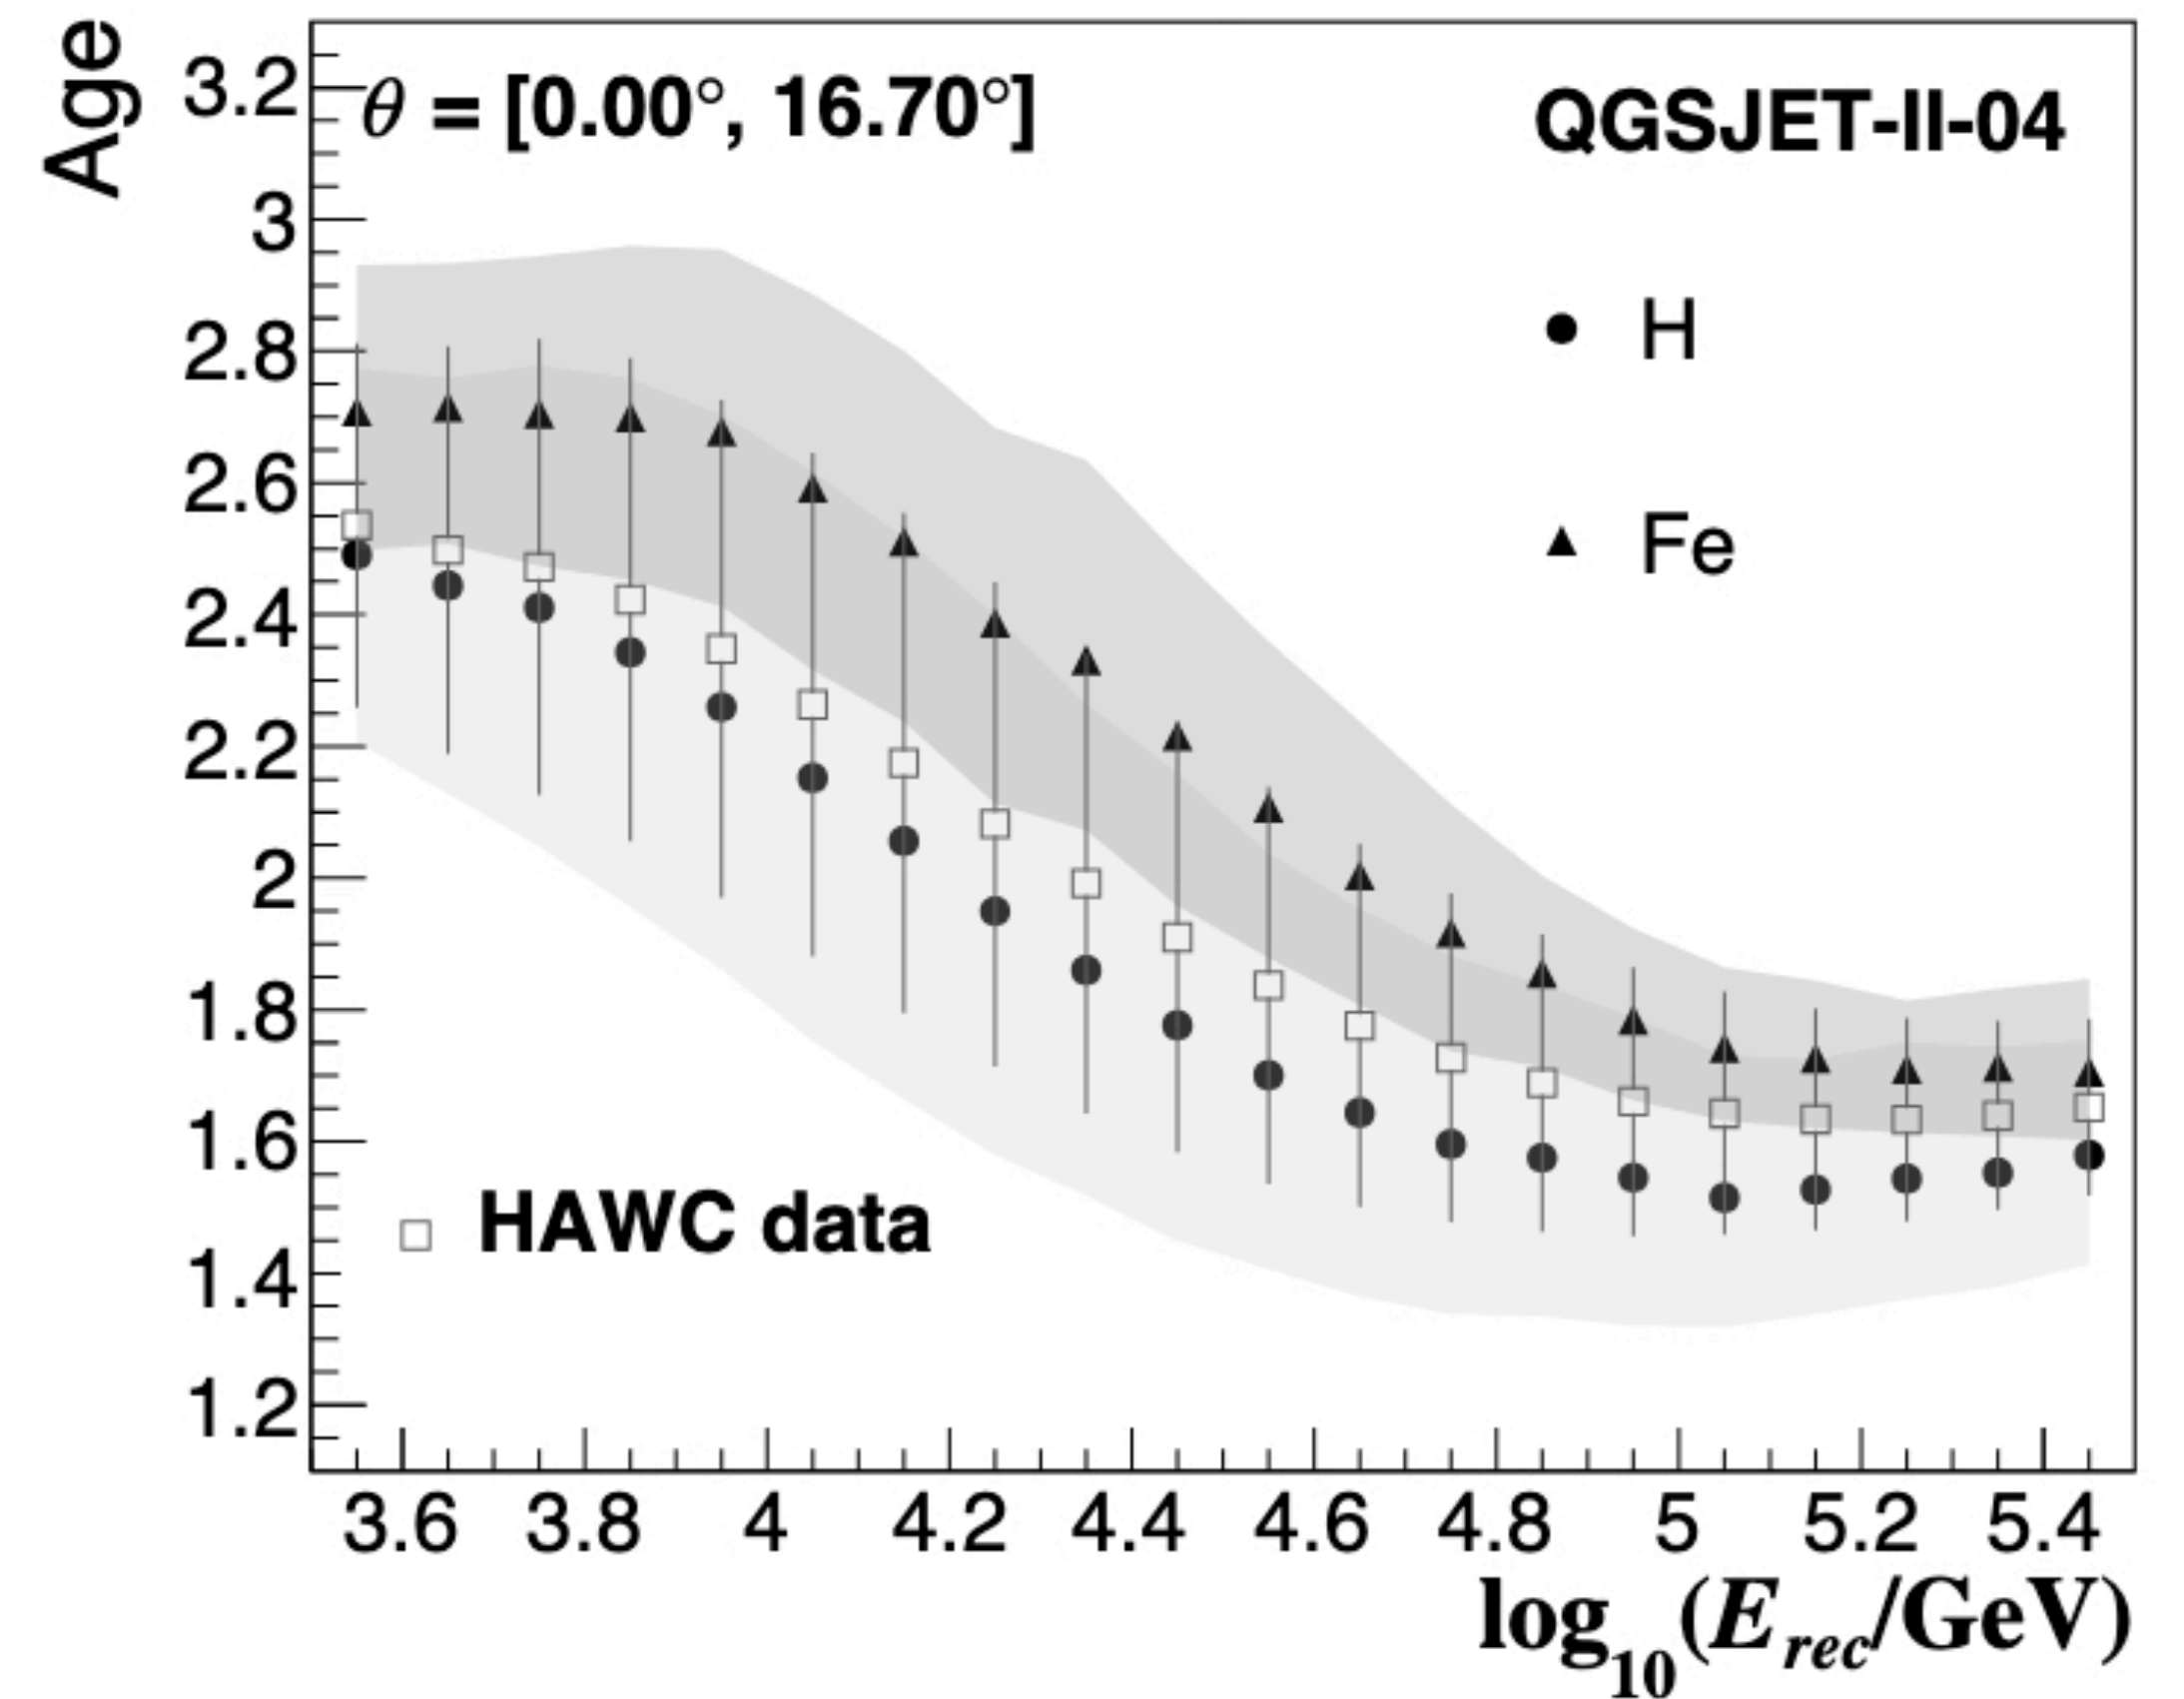 Age
3.2
θ = [0.00°, 16.70°]
QGSJET-II-04
3
H
2.8
2.6
Fe
2.4
2.2
2
1.8
1.6
HAWC data
1.4
1.2
3.6 3.8 4 4.2 4.4 4.6 4.8 5 5.2 5.4
log10(Erec/GeV)